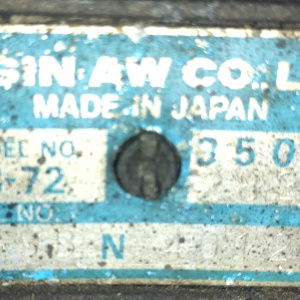 SIN AW CO. L
MADE IN JAPAN
EL NO.
-72 350
NO.
N